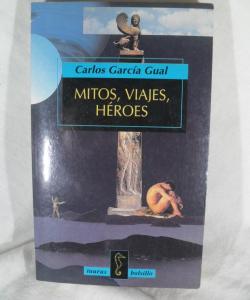 Carlos García Gual
MITOS, VIAJES,
HÉROES
taurus bolsillo